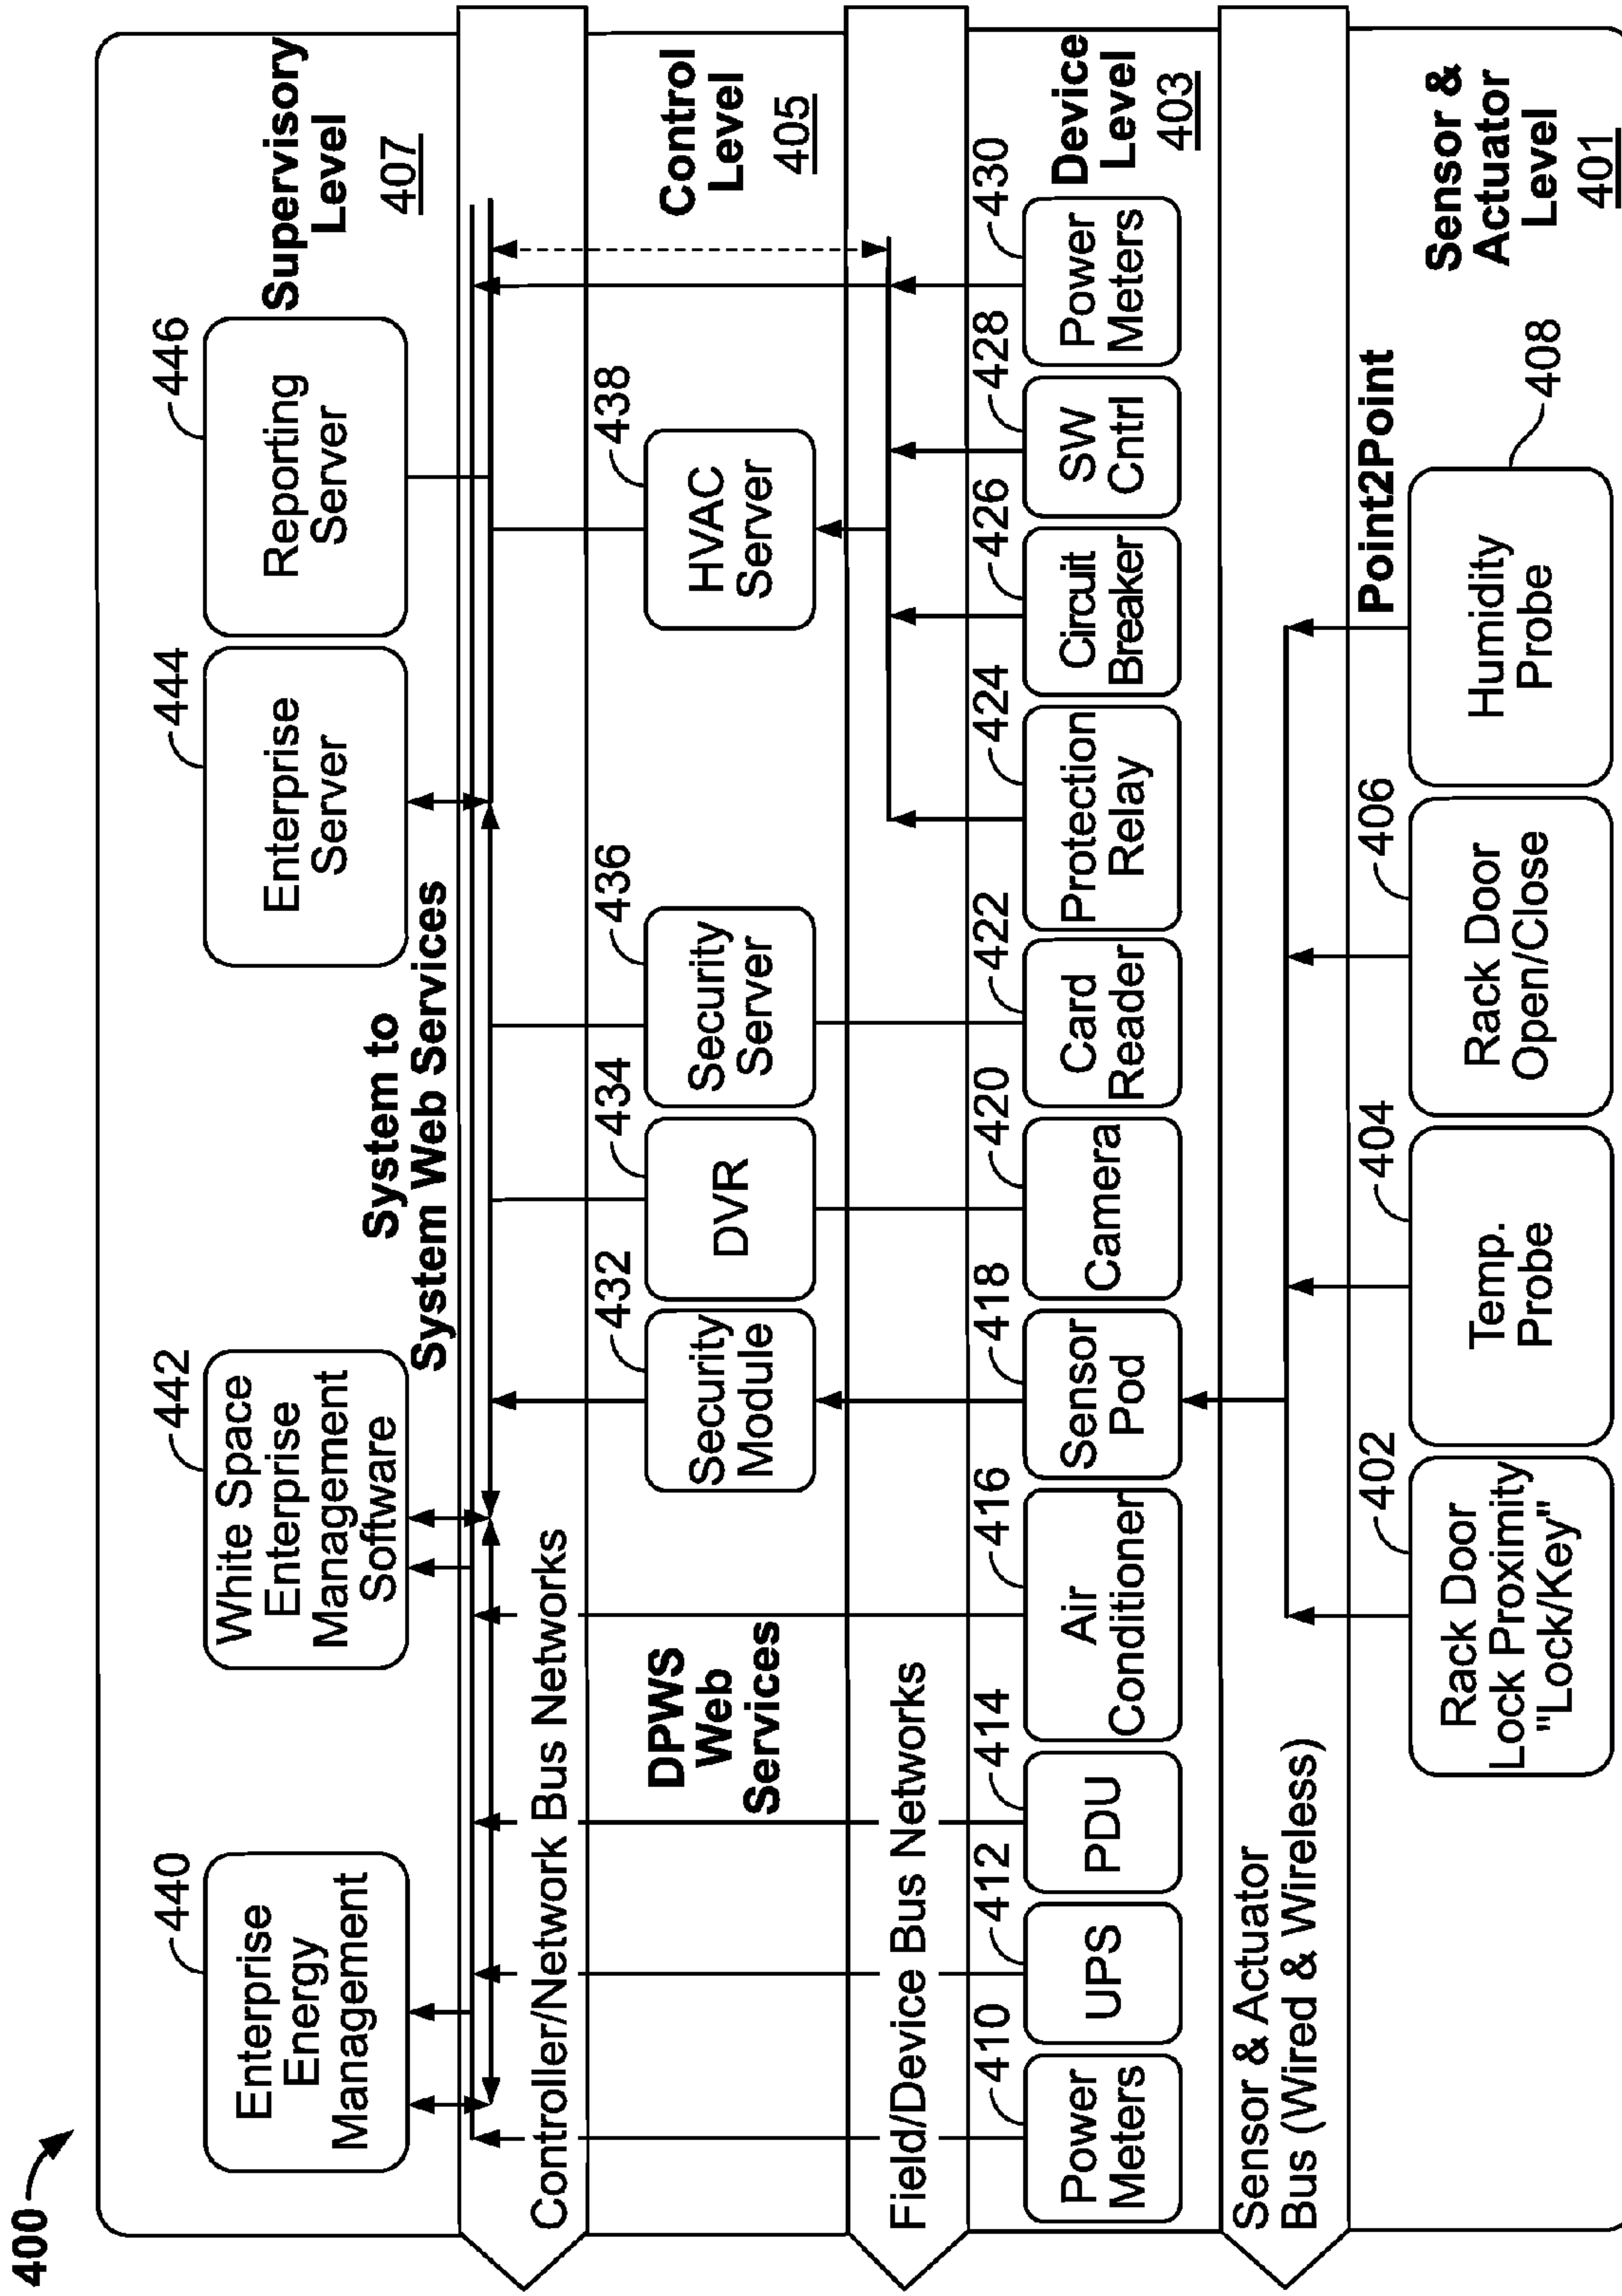 400
440
Enterprise
Energy
Management
442
White Space
Enterprise
Management
Software
444
Enterprise
Server
446
Reporting
Server
Supervisory
Level
407
System to
System Web Services
Controller/Network Bus Networks
DPWS
Web
Services
432
Security
Module
434
DVR
436
Security
Server
438
HVAC
Server
Control
Level
405
Field/Device Bus Networks
410
Power
Meters
412
UPS
414
PDU
416
Air
Conditioner
418
Sensor
Pod
420
Camera
422
Card
Reader
424
Protection
Relay
426
Circuit
Breaker
428
SW
Cntrl
430
Power
Meters
Device
Level
403
Sensor & Actuator
Bus (Wired & Wireless)
402
Rack Door
Lock Proximity
"Lock/Key"
404
Temp.
Probe
406
Rack Door
Open/Close
Point2Point
Humidity
Probe
408
Sensor &
Actuator
Level
401